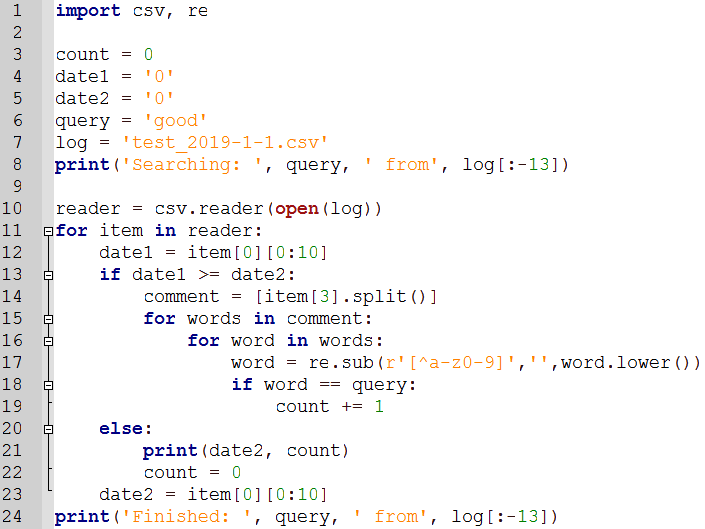 1 import csv, re
2
3 count = 0
4 date1 = '0'
5 date2 = '0'
6 query = 'good'
7 log = 'test_2019-1-1.csv'
8 print('Searching: ', query, ' from', log[:-13])
9
10 reader = csv.reader(open(log))
11 for item in reader:
12     date1 = item[0][0:10]
13     if date1 >= date2:
14         comment = [item[3].split()]
15         for words in comment:
16             for word in words:
17                 word = re.sub(r'[^a-z0-9]','',word.lower())
18                 if word == query:
19                     count += 1
20     else:
21         print(date2, count)
22         count = 0
23     date2 = item[0][0:10]
24 print('Finished: ', query, ' from', log[:-13])